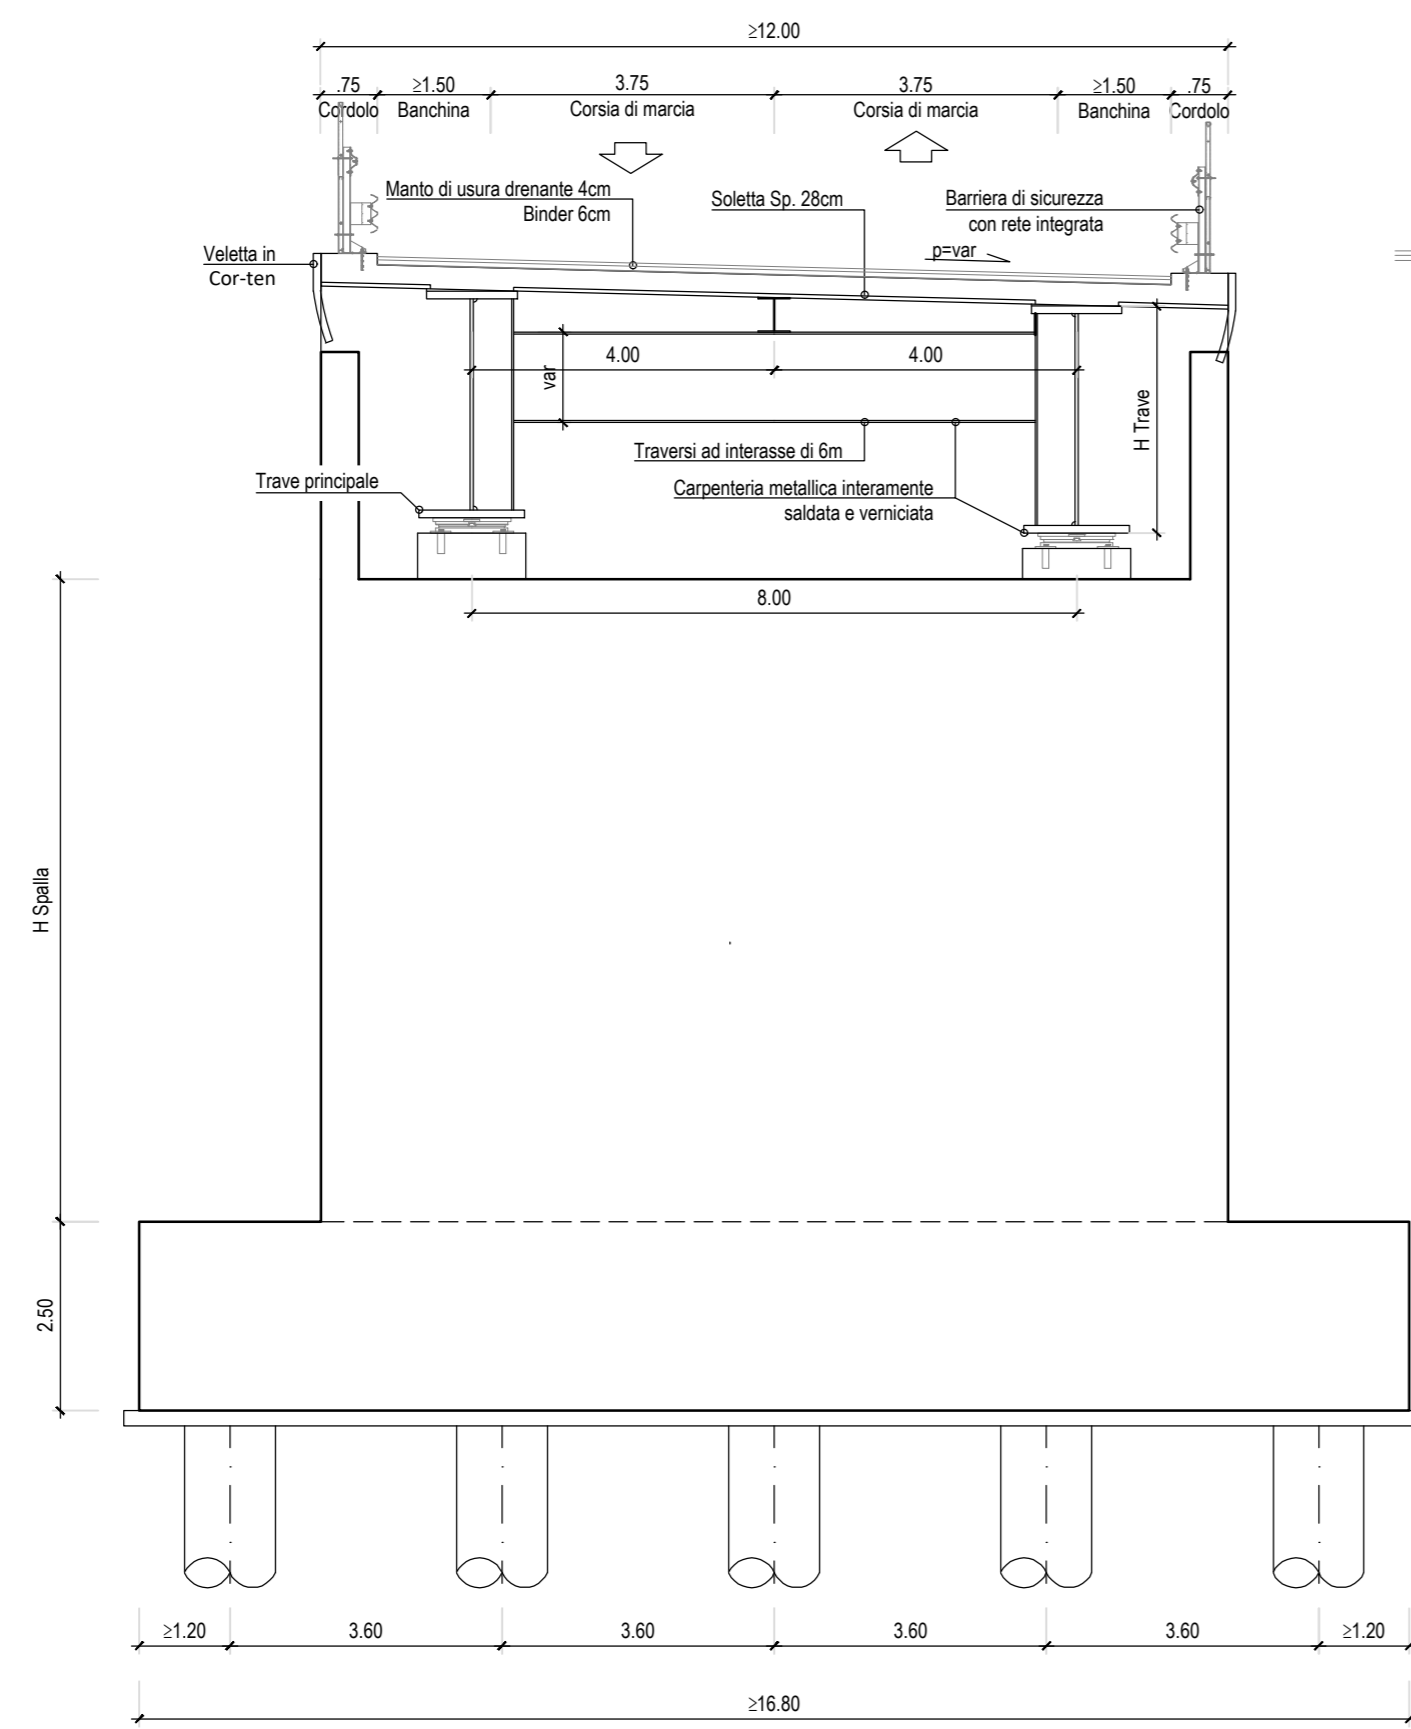 ≥12.00
.75 ≥1.50 3.75 3.75 ≥1.50 .75
Cordolo Banchina Corsia di marcia Corsia di marcia Banchina Cordolo
Manto di usura drenante 4cm
Binder 6cm
Soletta Sp. 28cm
Barriera di sicurezza
con rete integrata
p=var
Veletta in
Cor-ten
4.00 4.00
var
H Trave
Traversi ad interasse di 6m
Trave principale
Carpenteria metallica interamente
saldata e verniciata
8.00
H Spalla
2.50
≥1.20 3.60 3.60 3.60 3.60 ≥1.20
≥16.80